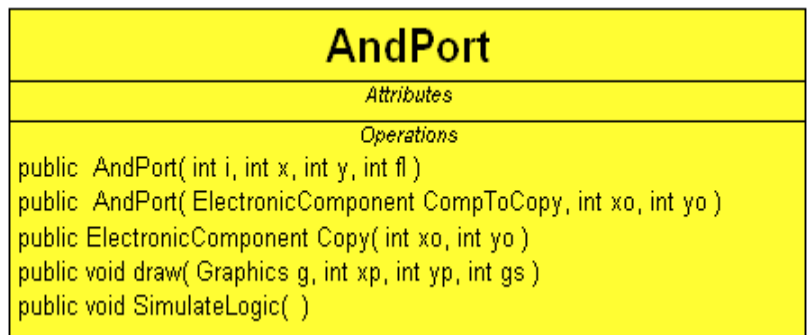 AndPort
Attributes
Operations
public AndPort( int i, int x, int y, int fl )
public AndPort( ElectronicComponent CompToCopy, int xo, int yo )
public ElectronicComponent Copy( int xo, int yo )
public void draw( Graphics g, int xp, int yp, int gs )
public void SimulateLogic( )